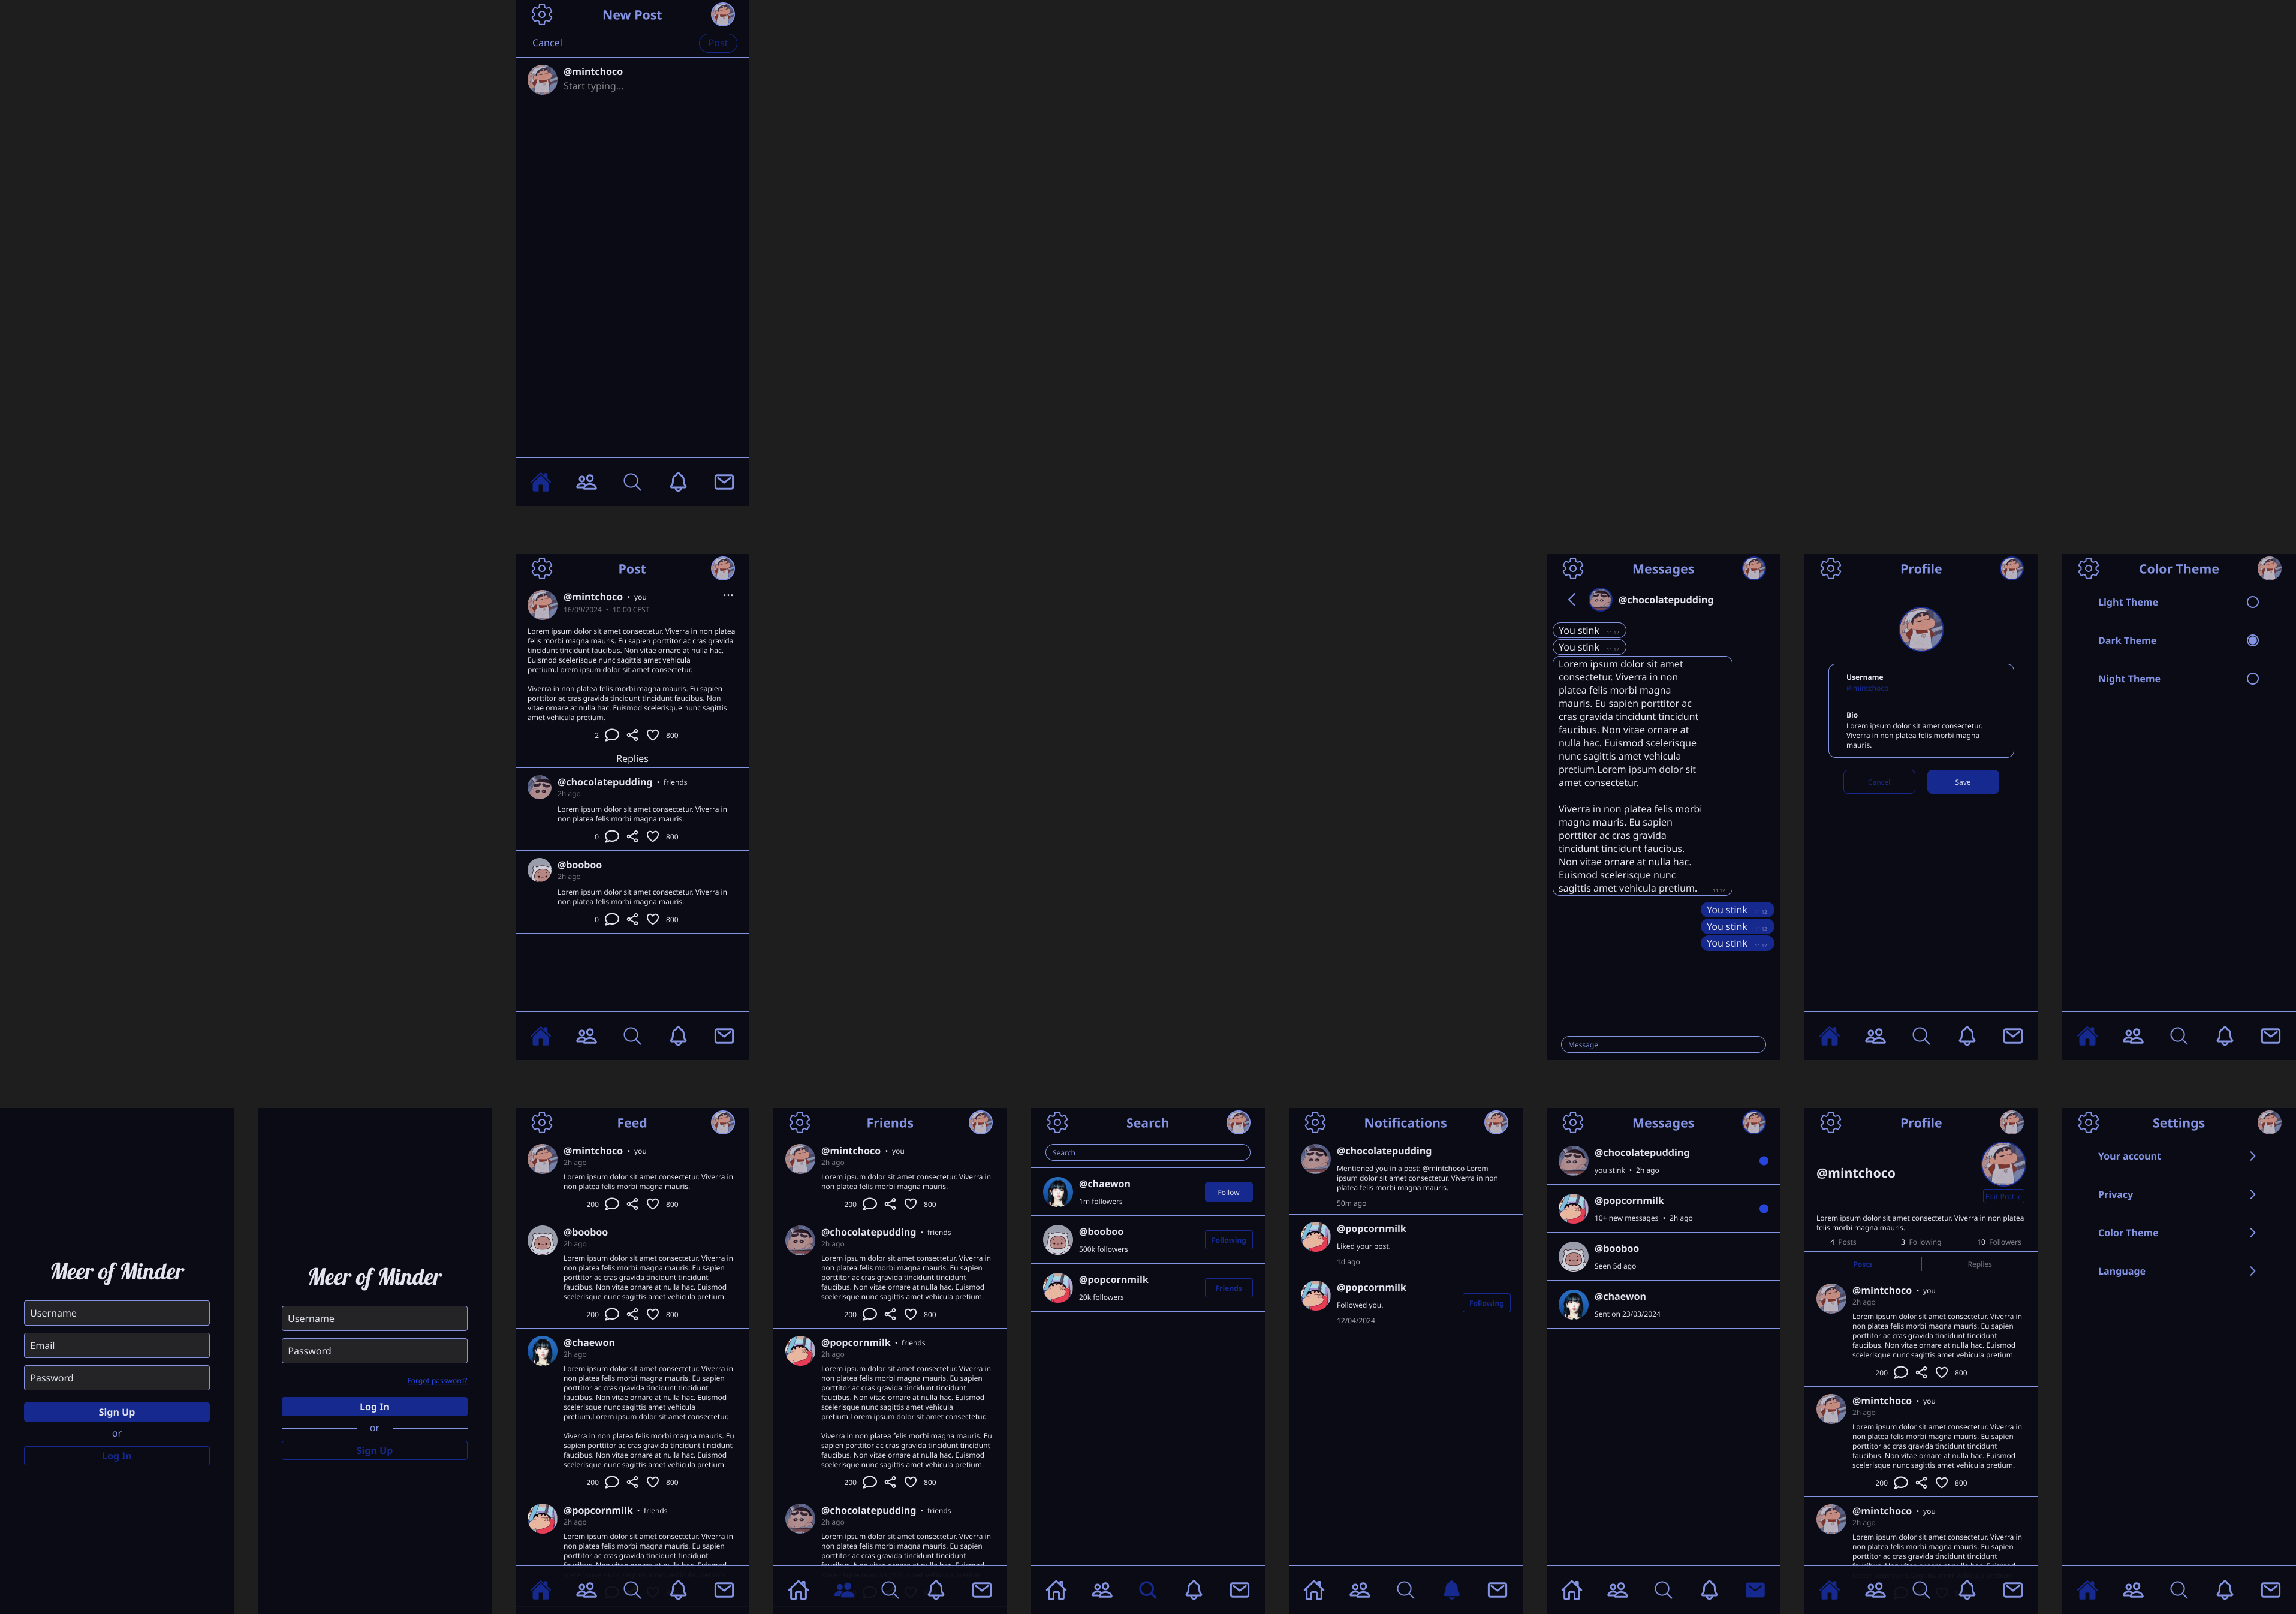 New Post
Cancel
Post
@mintchoco
Start typing...
Post
@mintchoco • you
16/09/2024 • 10:00 CEST
Lorem ipsum dolor sit amet consectetur. Viverra in non platea
felis morbi magna mauris. Eu sapien porttitor ac cras gravida
tincidunt tincidunt faucibus. Non vitae ornare at nulla hac.
Euismod scelerisque nunc sagittis amet vehicula
pretium.Lorem ipsum dolor sit amet consectetur.
Viverra in non platea felis morbi magna mauris. Eu sapien
porttitor ac cras gravida tincidunt tincidunt faucibus. Non
vitae ornare at nulla hac. Euismod scelerisque nunc sagittis
amet vehicula pretium.
2 800
Replies
@chocolatepudding • friends
2h ago
Lorem ipsum dolor sit amet consectetur. Viverra in
non platea felis morbi magna mauris.
0 800
@booboo
2h ago
Lorem ipsum dolor sit amet consectetur. Viverra in
non platea felis morbi magna mauris.
0 800
Messages
@chocolatepudding
You stink 11:12
You stink 11:12
Lorem ipsum dolor sit amet
consectetur. Viverra in non
platea felis morbi magna
mauris. Eu sapien porttitor ac
cras gravida tincidunt tincidunt
faucibus. Non vitae ornare at
nulla hac. Euismod scelerisque
nunc sagittis amet vehicula
pretium.Lorem ipsum dolor sit
amet consectetur.
Viverra in non platea felis morbi
magna mauris. Eu sapien
porttitor ac cras gravida
tincidunt tincidunt faucibus.
Non vitae ornare at nulla hac.
Euismod scelerisque nunc
sagittis amet vehicula pretium. 11:12
You stink 11:12
You stink 11:12
You stink 11:12
Message
Profile
Username
@mintchoco
Bio
Lorem ipsum dolor sit amet consectetur.
Viverra in non platea felis morbi magna
mauris.
Cancel
Save
Color Theme
Light Theme
Dark Theme
Night Theme
Meer of Minder
Username
Email
Password
Sign Up
or
Log In
Meer of Minder
Username
Password
Forgot password?
Log In
or
Sign Up
Feed
@mintchoco • you
2h ago
Lorem ipsum dolor sit amet consectetur. Viverra in
non platea felis morbi magna mauris.
200 800
@booboo
2h ago
Lorem ipsum dolor sit amet consectetur. Viverra in
non platea felis morbi magna mauris. Eu sapien
porttitor ac cras gravida tincidunt tincidunt
faucibus. Non vitae ornare at nulla hac. Euismod
scelerisque nunc sagittis amet vehicula pretium.
200 800
@chaewon
2h ago
Lorem ipsum dolor sit amet consectetur. Viverra in
non platea felis morbi magna mauris. Eu sapien
porttitor ac cras gravida tincidunt tincidunt
faucibus. Non vitae ornare at nulla hac. Euismod
scelerisque nunc sagittis amet vehicula
pretium.Lorem ipsum dolor sit amet consectetur.
Viverra in non platea felis morbi magna mauris. Eu
sapien porttitor ac cras gravida tincidunt tincidunt
faucibus. Non vitae ornare at nulla hac. Euismod
scelerisque nunc sagittis amet vehicula pretium.
200 800
@popcornmilk • friends
2h ago
Lorem ipsum dolor sit amet consectetur. Viverra in
non platea felis morbi magna mauris. Eu sapien
porttitor ac cras gravida tincidunt tincidunt
faucibus. Non vitae ornare at nulla hac. Euismod
Friends
@mintchoco • you
2h ago
Lorem ipsum dolor sit amet consectetur. Viverra in
non platea felis morbi magna mauris.
200 800
@chocolatepudding • friends
2h ago
Lorem ipsum dolor sit amet consectetur. Viverra in
non platea felis morbi magna mauris. Eu sapien
porttitor ac cras gravida tincidunt tincidunt
faucibus. Non vitae ornare at nulla hac. Euismod
scelerisque nunc sagittis amet vehicula pretium.
200 800
@popcornmilk • friends
2h ago
Lorem ipsum dolor sit amet consectetur. Viverra in
non platea felis morbi magna mauris. Eu sapien
porttitor ac cras gravida tincidunt tincidunt
faucibus. Non vitae ornare at nulla hac. Euismod
scelerisque nunc sagittis amet vehicula
pretium.Lorem ipsum dolor sit amet consectetur.
Viverra in non platea felis morbi magna mauris. Eu
sapien porttitor ac cras gravida tincidunt tincidunt
faucibus. Non vitae ornare at nulla hac. Euismod
scelerisque nunc sagittis amet vehicula pretium.
200 800
@chocolatepudding • friends
2h ago
Lorem ipsum dolor sit amet consectetur. Viverra in
non platea felis morbi magna mauris. Eu sapien
porttitor ac cras gravida tincidunt tincidunt
faucibus. Non vitae ornare at nulla hac. Euismod
Search
Search
@chaewon
1m followers
Follow
@booboo
500k followers
Following
@popcornmilk
20k followers
Friends
Notifications
@chocolatepudding
Mentioned you in a post: @mintchoco Lorem
ipsum dolor sit amet consectetur. Viverra in non
platea felis morbi magna mauris.
50m ago
@popcornmilk
Liked your post.
1d ago
@popcornmilk
Followed you.
Following
12/04/2024
Messages
@chocolatepudding
you stink • 2h ago
@popcornmilk
10+ new messages • 2h ago
@booboo
Seen 5d ago
@chaewon
Sent on 23/03/2024
Profile
@mintchoco
Edit Profile
Lorem ipsum dolor sit amet consectetur. Viverra in non platea
felis morbi magna mauris.
4 Posts 3 Following 10 Followers
Posts Replies
@mintchoco • you
2h ago
Lorem ipsum dolor sit amet consectetur. Viverra in
non platea felis morbi magna mauris. Eu sapien
porttitor ac cras gravida tincidunt tincidunt
faucibus. Non vitae ornare at nulla hac. Euismod
scelerisque nunc sagittis amet vehicula pretium.
200 800
@mintchoco • you
2h ago
Lorem ipsum dolor sit amet consectetur. Viverra in
non platea felis morbi magna mauris. Eu sapien
porttitor ac cras gravida tincidunt tincidunt
faucibus. Non vitae ornare at nulla hac. Euismod
scelerisque nunc sagittis amet vehicula pretium.
200 800
@mintchoco • you
2h ago
Lorem ipsum dolor sit amet consectetur. Viverra in
non platea felis morbi magna mauris. Eu sapien
porttitor ac cras gravida tincidunt tincidunt
faucibus. Non vitae ornare at nulla hac. Euismod
Settings
Your account
Privacy
Color Theme
Language